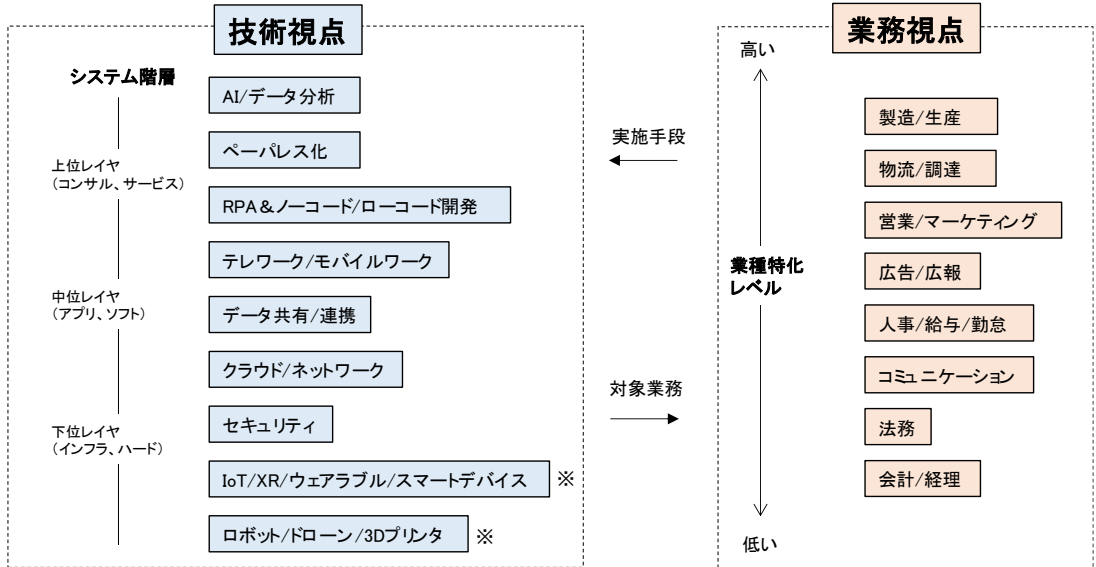 技術視点
システム階層
AI/データ分析
ペーパレス化
上位レイヤ
（コンサル、サービス）
RPA＆ノーコード/ローコード開発
テレワーク/モバイルワーク
中位レイヤ
（アプリ、ソフト）
データ共有/連携
クラウド/ネットワーク
セキュリティ
下位レイヤ
（インフラ、ハード）
IoT/XR/ウェアラブル/スマートデバイス ※
ロボット/ドローン/3Dプリンタ ※
実施手段
対象業務
業務視点
高い
業種特化
レベル
低い
製造/生産
物流/調達
営業/マーケティング
広告/広報
人事/給与/勤怠
コミュニケーション
法務
会計/経理